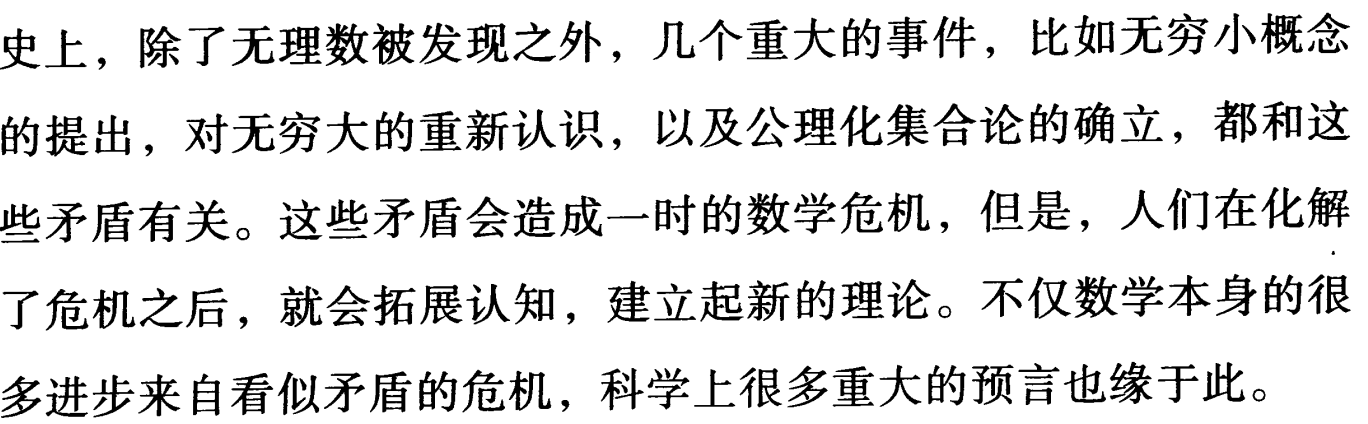 史上，除了无理数被发现之外，几个重大的事件，比如无穷小概念
的提出，对无穷大的重新认识，以及公理化集合论的确立，都和这
些矛盾有关。这些矛盾会造成一时的数学危机，但是，人们在化解
了危机之后，就会拓展认知，建立起新的理论。不仅数学本身的很
多进步来自看似矛盾的危机，科学上很多重大的预言也缘于此。